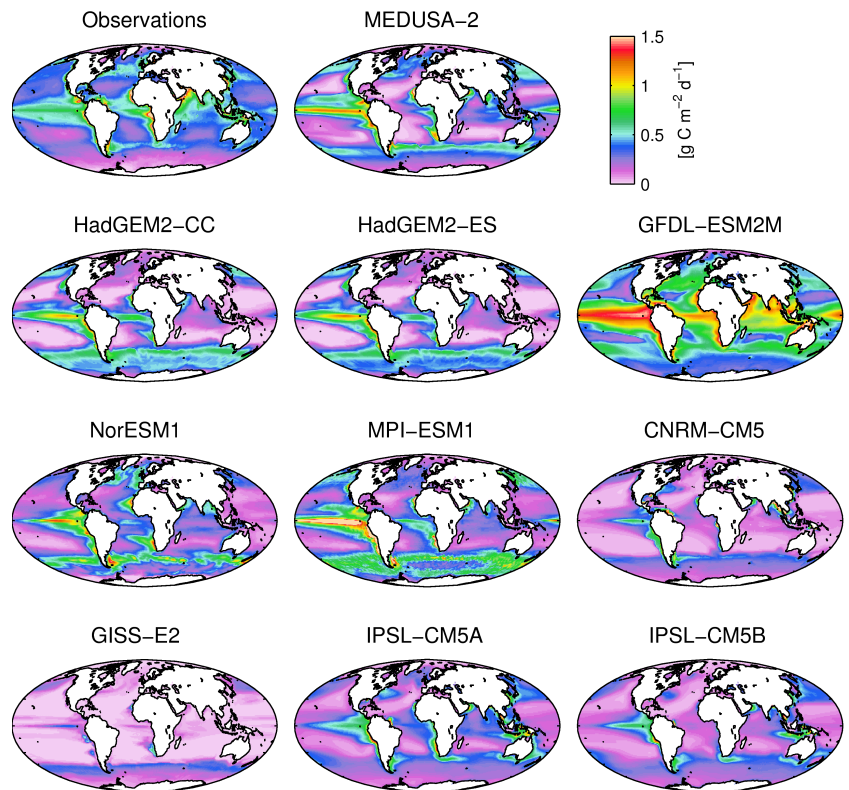 Observations
MEDUSA−2
1.5
1
0.5
0
[g C m−2 d−1]
HadGEM2−CC
HadGEM2−ES
GFDL−ESM2M
NorESM1
MPI−ESM1
CNRM−CM5
GISS−E2
IPSL−CM5A
IPSL−CM5B